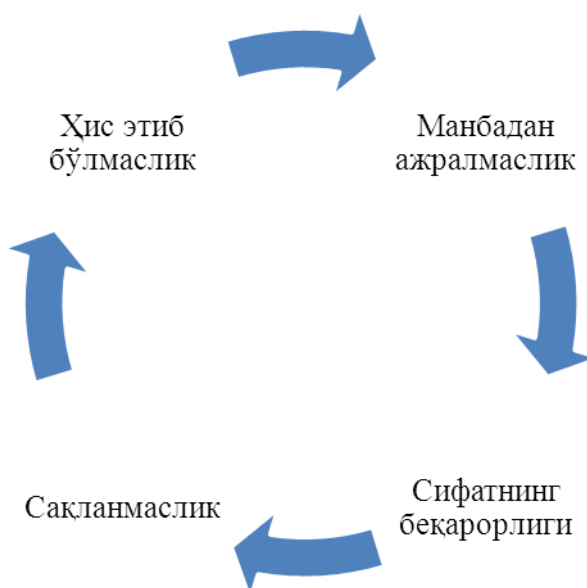 Ҳис этиб
бўлмаслик
Манбадан
ажралмаслик
Сифатнинг
беқарорлиги
Сақланмаслик